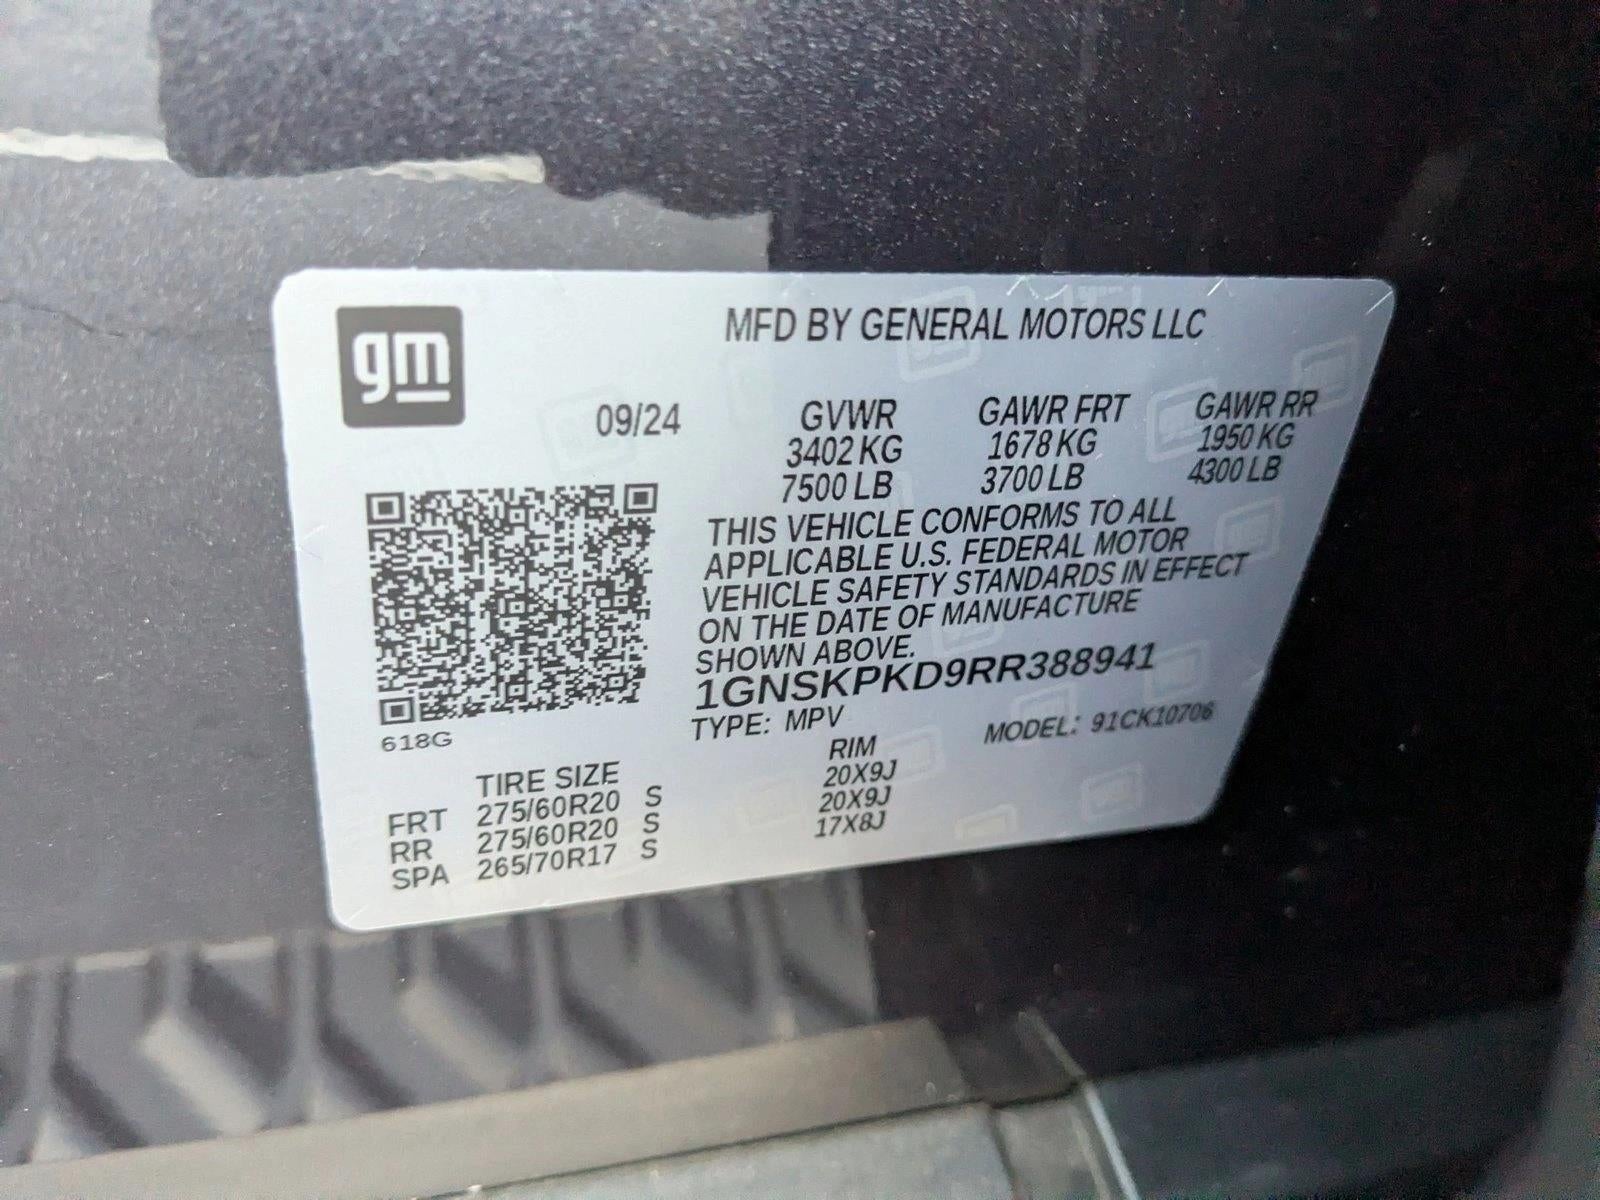 gm
MFD BY GENERAL MOTORS LLC
09/24
GVWR GAWR FRT GAWR RR
3402 KG 1678 KG 1950 KG
7500 LB 3700 LB 4300 LB
THIS VEHICLE CONFORMS TO ALL
APPLICABLE U.S. FEDERAL MOTOR
VEHICLE SAFETY STANDARDS IN EFFECT
ON THE DATE OF MANUFACTURE
SHOWN ABOVE.
1GNSKPKD9RR388941
TYPE: MPV MODEL: 91CK10706
618G
TIRE SIZE RIM
FRT 275/60R20 S 20X9J
RR 275/60R20 S 20X9J
SPA 265/70R17 S 17X8J